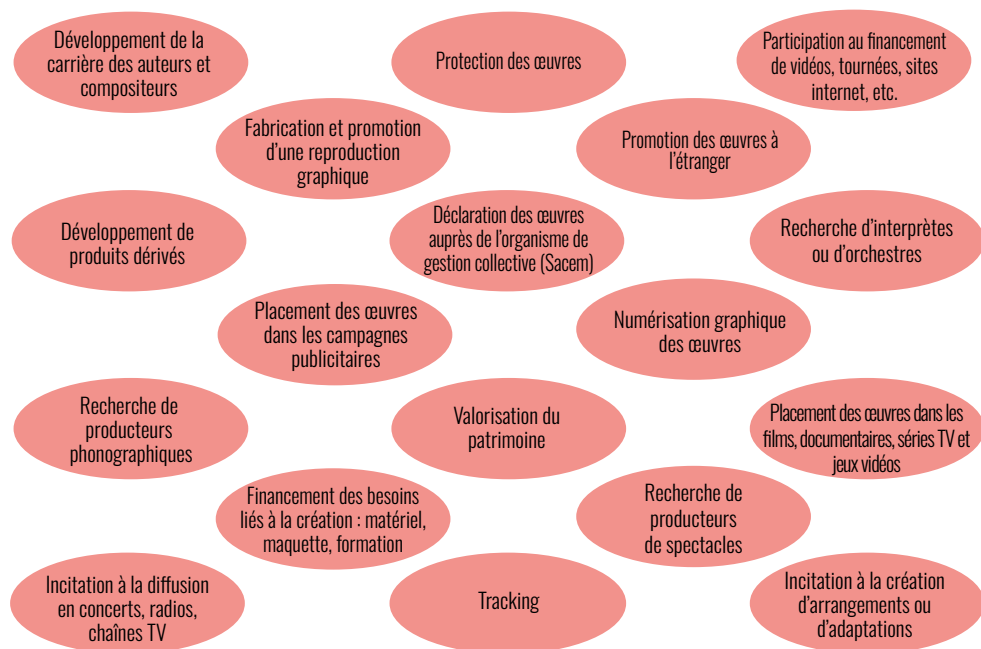 Développement de la
carrière des auteurs et
compositeurs
Protection des œuvres
Participation au financement
de vidéos, tournées, sites
internet, etc.
Fabrication et promotion
d’une reproduction
graphique
Promotion des œuvres à
l’étranger
Développement de
produits dérivés
Déclaration des œuvres
auprès de l’organisme de
gestion collective (Sacem)
Recherche d’interprètes
ou d’orchestres
Placement des œuvres
dans les campagnes
publicitaires
Numérisation graphique
des œuvres
Recherche de
producteurs
phonographiques
Valorisation du
patrimoine
Placement des œuvres dans les
films, documentaires, séries TV et
jeux vidéos
Financement des besoins
liés à la création : matériel,
maquette, formation
Recherche de
producteurs
de spectacles
Incitation à la diffusion
en concerts, radios,
chaînes TV
Tracking
Incitation à la création
d’arrangements ou
d’adaptations